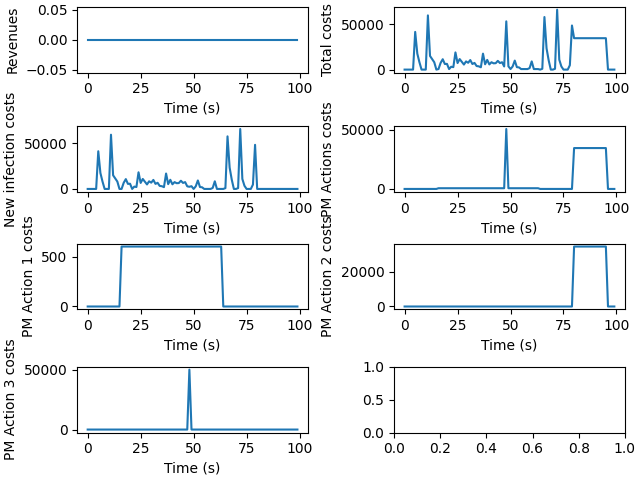 Revenues
0.05
0.00
−0.05
0 25 50 75 100
Time (s)
Total costs
50000
0
0 25 50 75 100
Time (s)
New infection costs
50000
0
0 25 50 75 100
Time (s)
PM Actions costs
50000
0
0 25 50 75 100
Time (s)
PM Action 1 costs
500
0
0 25 50 75 100
Time (s)
PM Action 2 costs
20000
0
0 25 50 75 100
Time (s)
PM Action 3 costs
50000
0
0 25 50 75 100
Time (s)
1.0
0.5
0.0
0.0 0.2 0.4 0.6 0.8 1.0